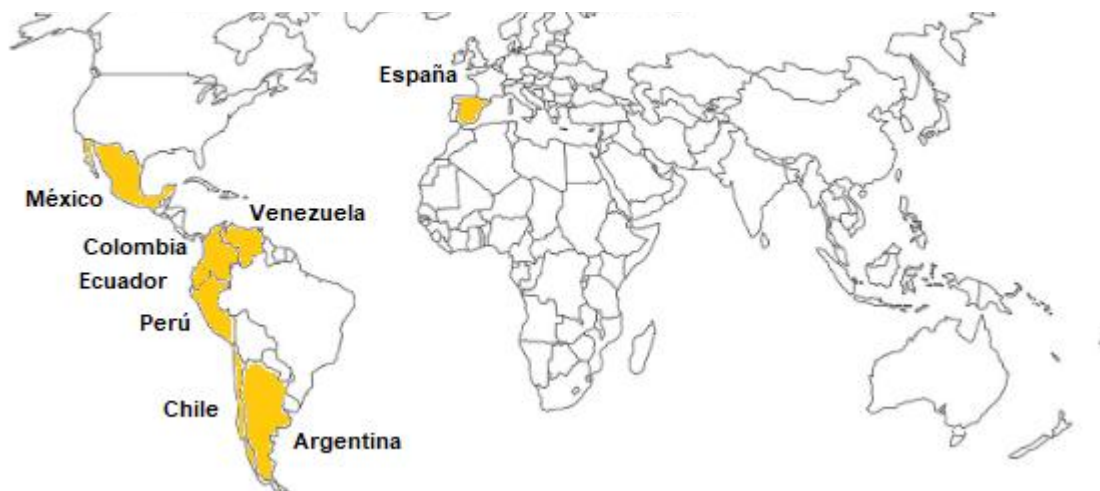 España
México
Venezuela
Colombia
Ecuador
Perú
Chile
Argentina